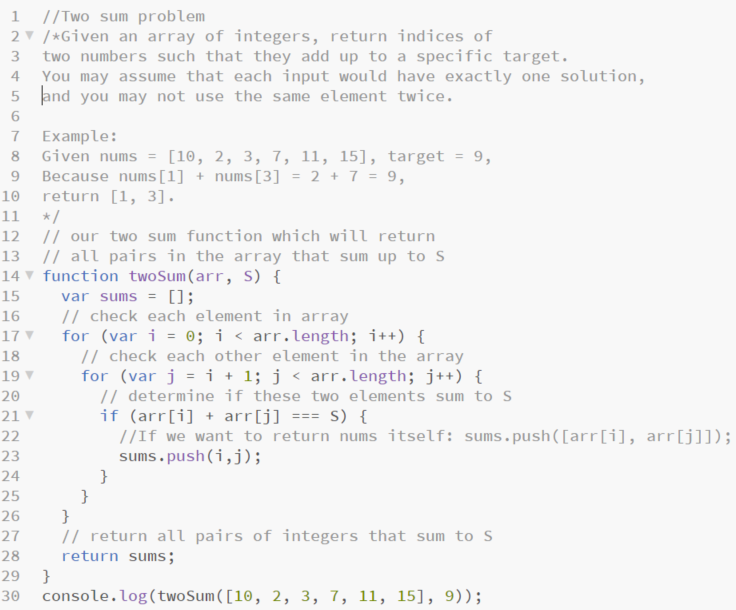 1 //Two sum problem
2 /*Given an array of integers, return indices of
3 two numbers such that they add up to a specific target.
4 You may assume that each input would have exactly one solution,
5 and you may not use the same element twice.
6
7 Example:
8 Given nums = [10, 2, 3, 7, 11, 15], target = 9,
9 Because nums[1] + nums[3] = 2 + 7 = 9,
10 return [1, 3].
11 */
12 // our two sum function which will return
13 // all pairs in the array that sum up to S
14 function twoSum(arr, S) {
15   var sums = [];
16   // check each element in array
17   for (var i = 0; i < arr.length; i++) {
18     // check each other element in the array
19     for (var j = i + 1; j < arr.length; j++) {
20       // determine if these two elements sum to S
21       if (arr[i] + arr[j] === S) {
22         //If we want to return nums itself: sums.push([arr[i], arr[j]]);
23         sums.push(i,j);
24       }
25     }
26   }
27   // return all pairs of integers that sum to S
28   return sums;
29 }
30 console.log(twoSum([10, 2, 3, 7, 11, 15], 9));